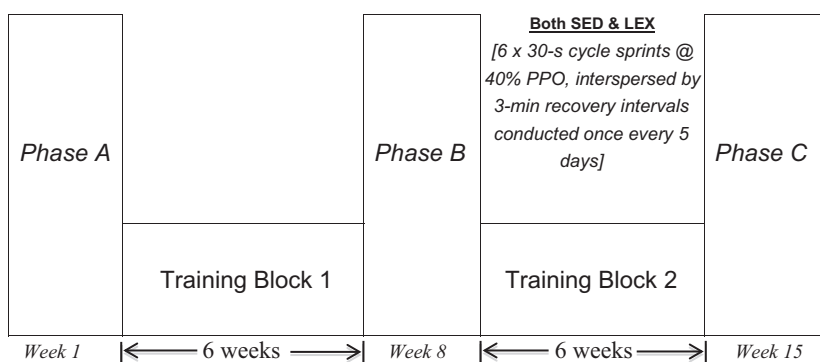 Both SED & LEX
[6 x 30-s cycle sprints @
40% PPO, interspersed by
3-min recovery intervals
conducted once every 5
days]
Phase A
Phase B
Phase C
Training Block 1
Training Block 2
Week 1
6 weeks
Week 8
6 weeks
Week 15